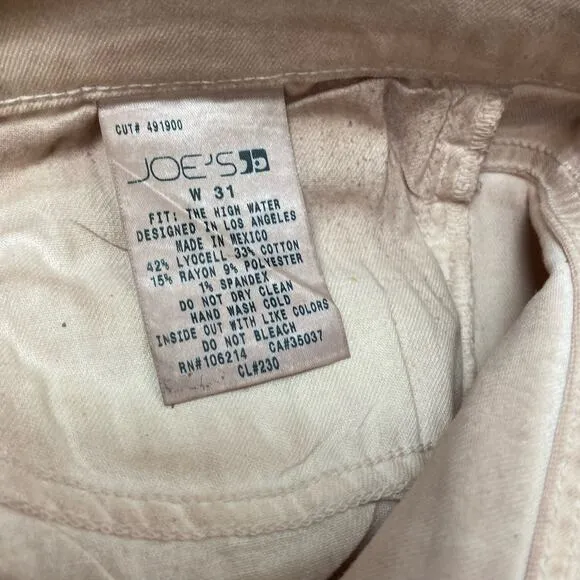 CUT# 491900
JOE'S
W 31
FIT: THE HIGH WATER
DESIGNED IN LOS ANGELES
MADE IN MEXICO
42% LYOCELL 33% COTTON
15% RAYON 9% POLYESTER
1% SPANDEX
DO NOT DRY CLEAN
HAND WASH COLD
INSIDE OUT WITH LIKE COLORS
DO NOT BLEACH
RN#106214 CA#35037
CL#230